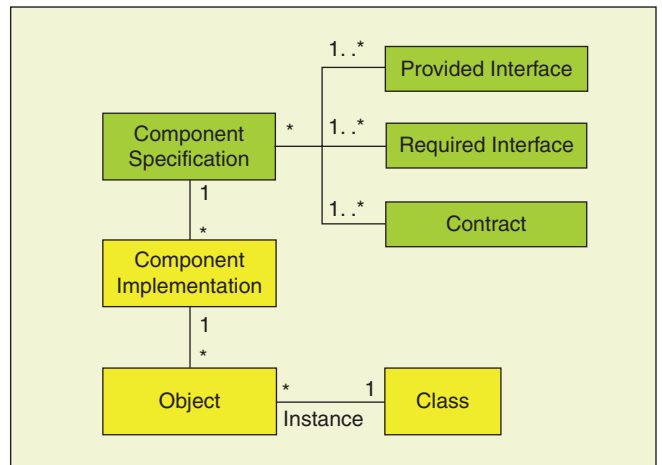 1. .*
Provided Interface
Component
Specification
*
1. .*
Required Interface
1. .*
Contract
1
*
Component
Implementation
1
*
Object
*
1
Instance
Class